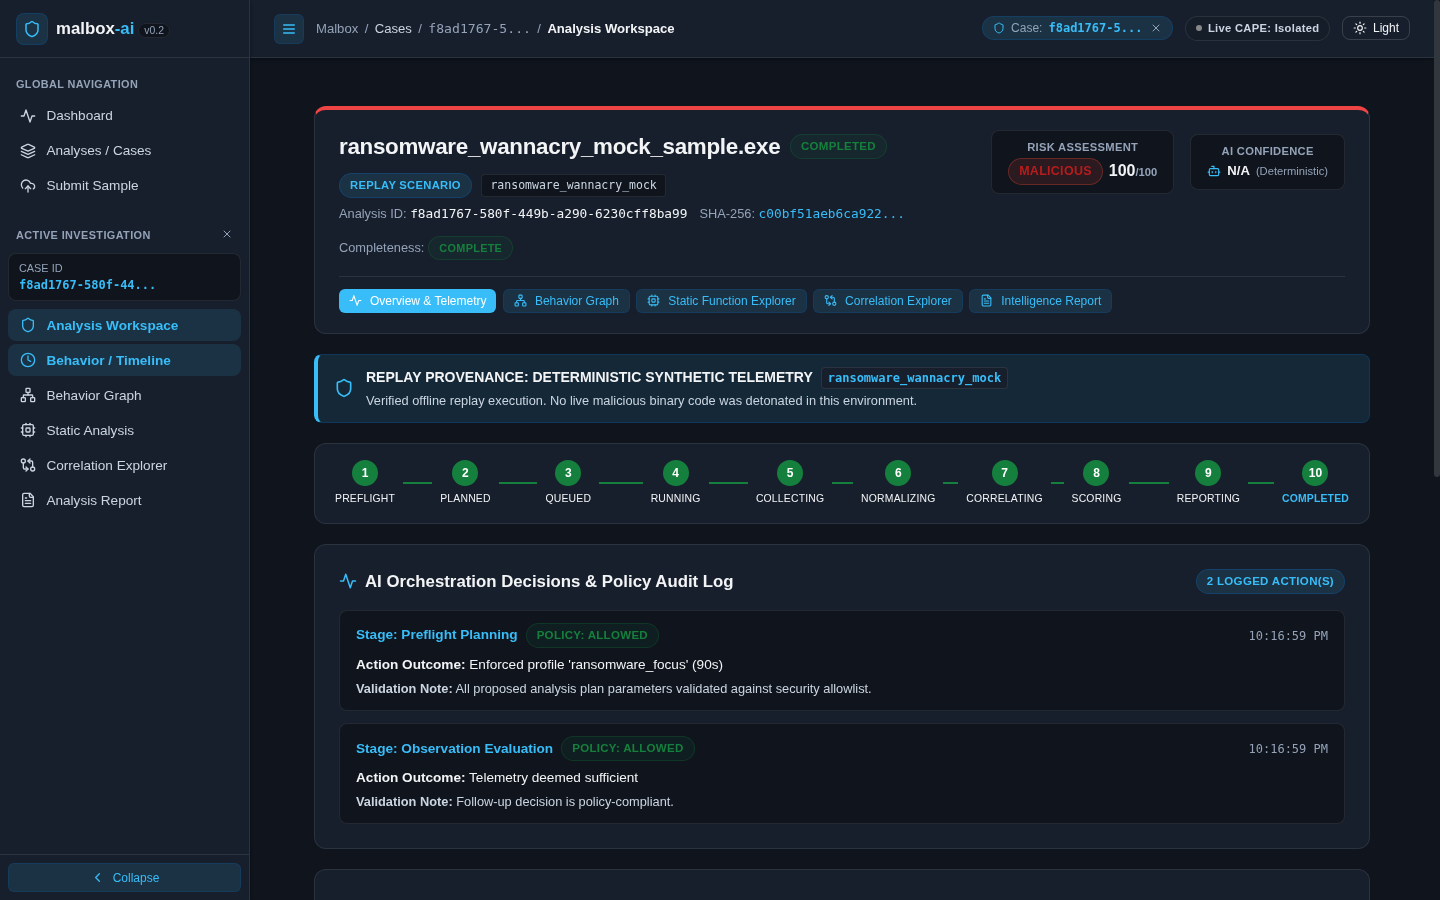 malbox-ai v0.2
Malbox / Cases / f8ad1767-5... / Analysis Workspace
Case: f8ad1767-5...
Live CAPE: Isolated
Light
GLOBAL NAVIGATION
Dashboard
Analyses / Cases
Submit Sample
ACTIVE INVESTIGATION
CASE ID
f8ad1767-580f-44...
Analysis Workspace
Behavior / Timeline
Behavior Graph
Static Analysis
Correlation Explorer
Analysis Report
Collapse
ransomware_wannacry_mock_sample.exe COMPLETED
REPLAY SCENARIO ransomware_wannacry_mock
Analysis ID: f8ad1767-580f-449b-a290-6230cff8ba99 SHA-256: c00bf51aeb6ca922...
Completeness: COMPLETE
RISK ASSESSMENT
MALICIOUS 100/100
AI CONFIDENCE
N/A (Deterministic)
Overview & Telemetry
Behavior Graph
Static Function Explorer
Correlation Explorer
Intelligence Report
REPLAY PROVENANCE: DETERMINISTIC SYNTHETIC TELEMETRY ransomware_wannacry_mock
Verified offline replay execution. No live malicious binary code was detonated in this environment.
1 2 3 4 5 6 7 8 9 10
PREFLIGHT PLANNED QUEUED RUNNING COLLECTING NORMALIZING CORRELATING SCORING REPORTING COMPLETED
AI Orchestration Decisions & Policy Audit Log
2 LOGGED ACTION(S)
Stage: Preflight Planning POLICY: ALLOWED 10:16:59 PM
Action Outcome: Enforced profile 'ransomware_focus' (90s)
Validation Note: All proposed analysis plan parameters validated against security allowlist.
Stage: Observation Evaluation POLICY: ALLOWED 10:16:59 PM
Action Outcome: Telemetry deemed sufficient
Validation Note: Follow-up decision is policy-compliant.